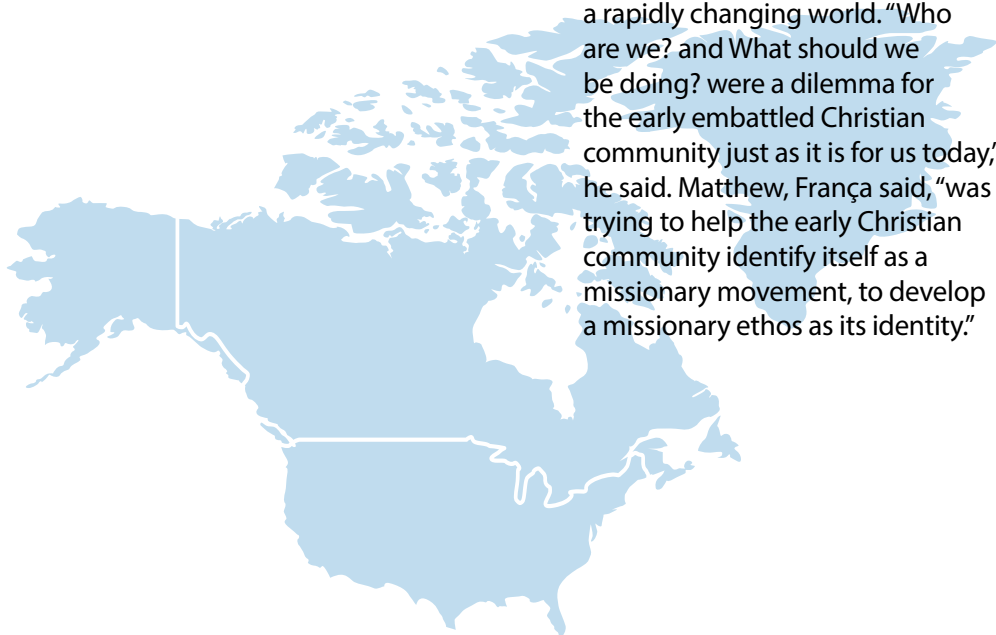 a rapidly changing world. “Who
are we? and What should we
be doing? were a dilemma for
the early embattled Christian
community just as it is for us today,’
he said. Matthew, França said, “was
trying to help the early Christian
community identify itself as a
missionary movement, to develop
a missionary ethos as its identity.”